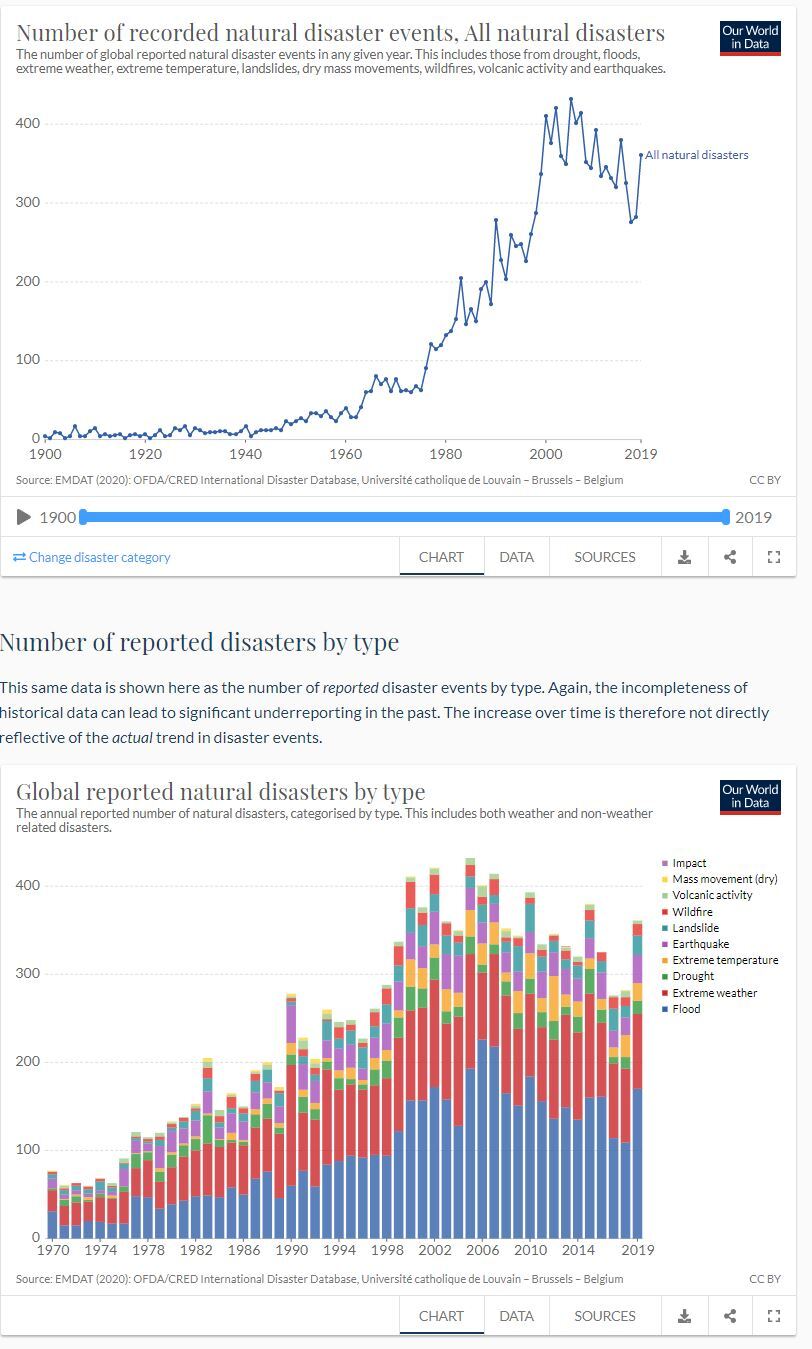 Number of recorded natural disaster events, All natural disasters
Our World
in Data
The number of global reported natural disaster events in any given year. This includes those from drought, floods,
extreme weather, extreme temperature, landslides, dry mass movements, wildfires, volcanic activity and earthquakes.
400
300
200
100
0
All natural disasters
1900
1920
1940
1960
1980
2000
2019
Source: EMDAT (2020): OFDA/CRED International Disaster Database, Université catholique de Louvain – Brussels – Belgium
CC BY
1900
2019
Change disaster category
CHART
DATA
SOURCES
Number of reported disasters by type
This same data is shown here as the number of reported disaster events by type. Again, the incompleteness of
historical data can lead to significant underreporting in the past. The increase over time is therefore not directly
reflective of the actual trend in disaster events.
Global reported natural disasters by type
Our World
in Data
The annual reported number of natural disasters, categorised by type. This includes both weather and non-weather
related disasters.
400
300
200
100
0
Impact
Mass movement (dry)
Volcanic activity
Wildfire
Landslide
Earthquake
Extreme temperature
Drought
Extreme weather
Flood
1970
1974
1978
1982
1986
1990
1994
1998
2002
2006
2010
2014
2019
Source: EMDAT (2020): OFDA/CRED International Disaster Database, Université catholique de Louvain – Brussels – Belgium
CC BY
CHART
DATA
SOURCES